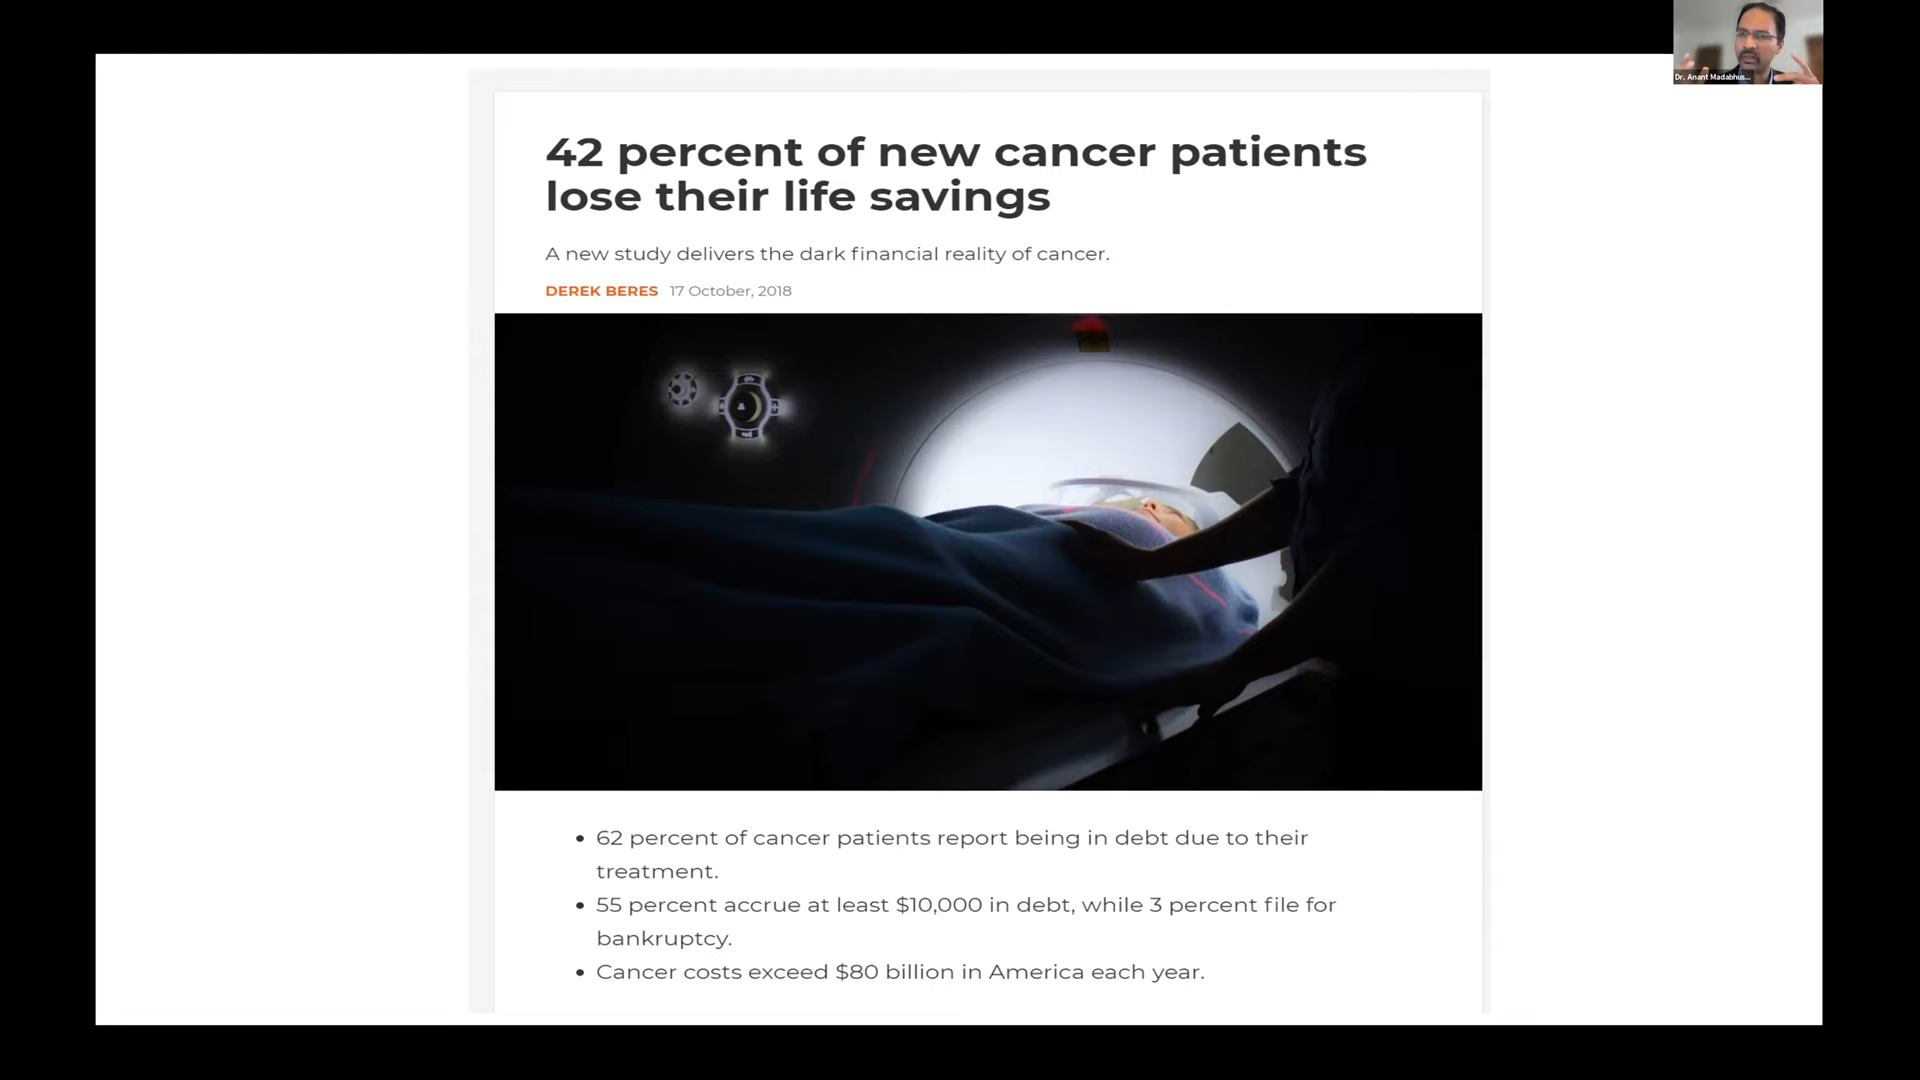 Dr. Anant Madabhus...
42 percent of new cancer patients
lose their life savings
A new study delivers the dark financial reality of cancer.
DEREK BERES 17 October, 2018
• 62 percent of cancer patients report being in debt due to their
treatment.
• 55 percent accrue at least $10,000 in debt, while 3 percent file for
bankruptcy.
• Cancer costs exceed $80 billion in America each year.